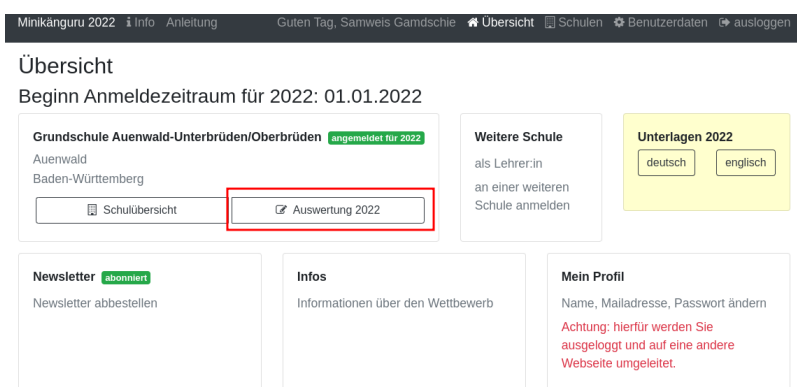 Minikänguru 2022 Info Anleitung Guten Tag, Samweis Gamdschie Übersicht Schulen Benutzerdaten ausloggen
Übersicht
Beginn Anmeldezeitraum für 2022: 01.01.2022
Grundschule Auenwald-Unterbrüden/Oberbrüden angemeldet für 2022
Auenwald
Baden-Württemberg
Schulübersicht Auswertung 2022
Weitere Schule
als Lehrer:in
an einer weiteren
Schule anmelden
Unterlagen 2022
deutsch englisch
Newsletter abonniert
Newsletter abbestellen
Infos
Informationen über den Wettbewerb
Mein Profil
Name, Mailadresse, Passwort ändern
Achtung: hierfür werden Sie
ausgeloggt und auf eine andere
Webseite umgeleitet.